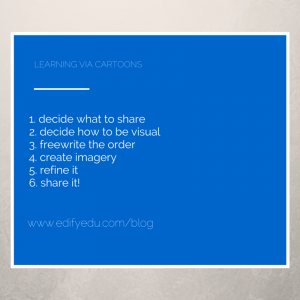 LEARNING VIA CARTOONS
1. decide what to share
2. decide how to be visual
3. freewrite the order
4. create imagery
5. refine it
6. share it!
www.edifyedu.com/blog